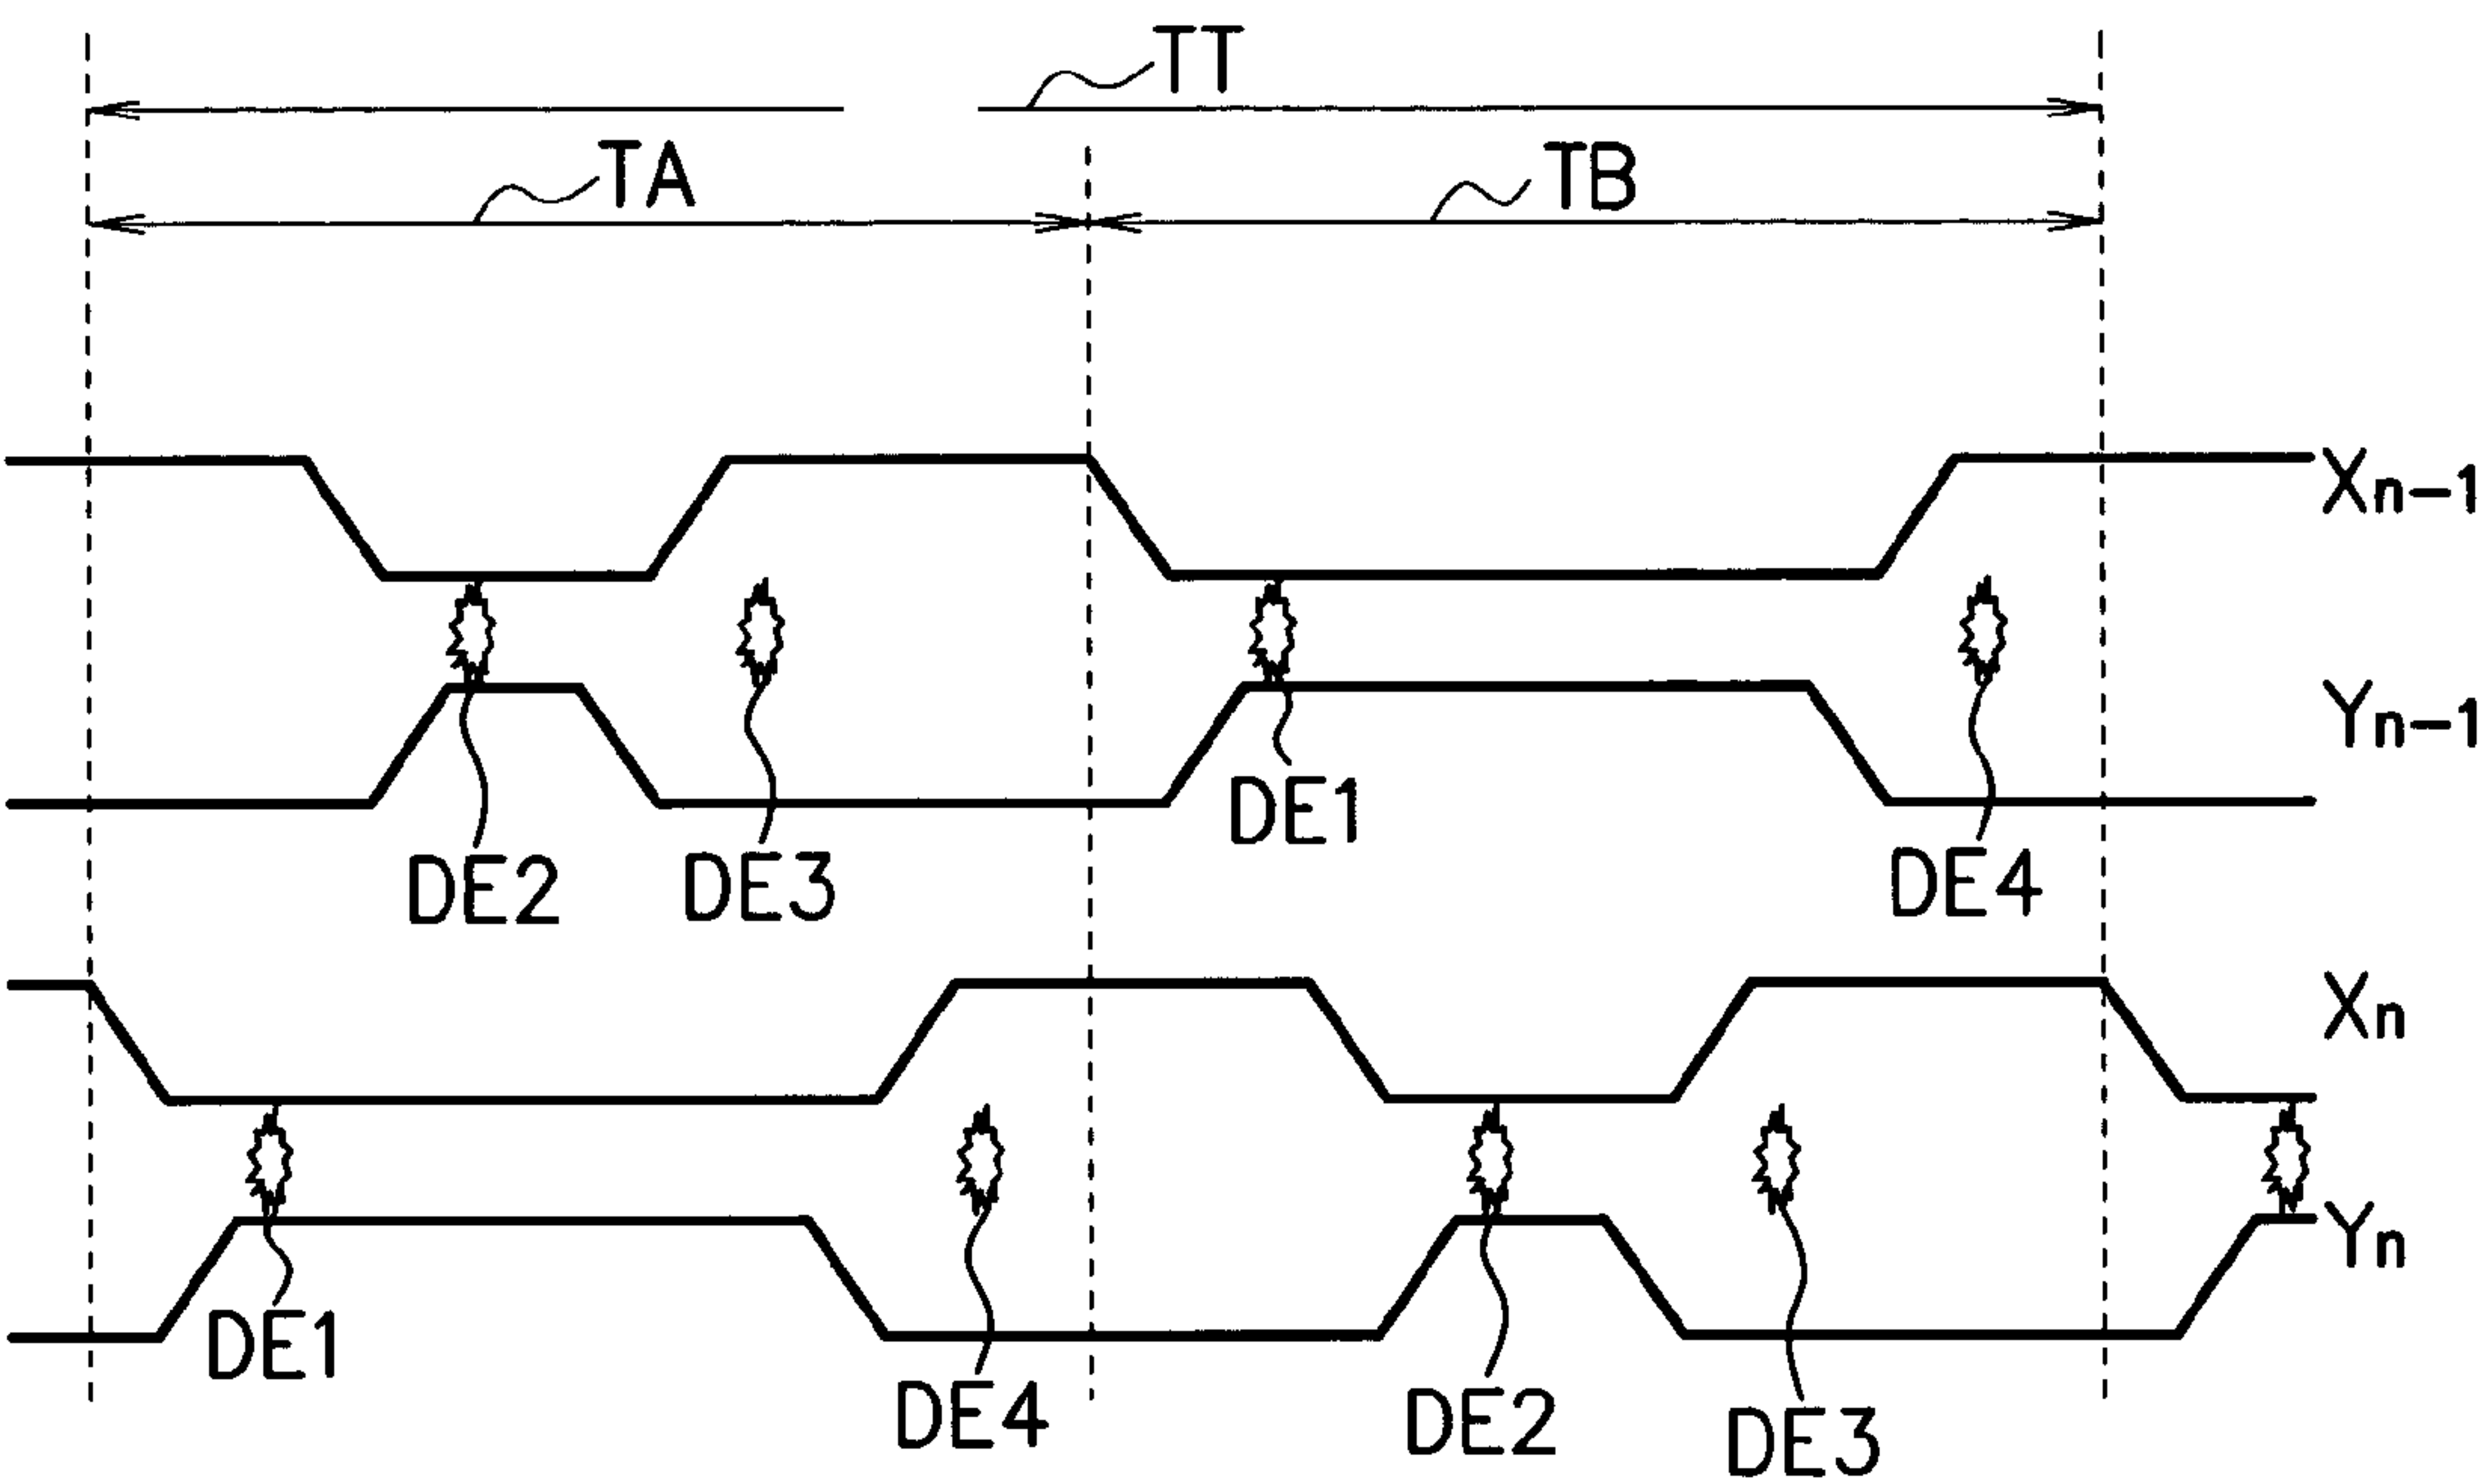 TT
TA
TB
Xn-1
Yn-1
DE1
DE2
DE3
DE4
Xn
Yn
DE1
DE4
DE2
DE3